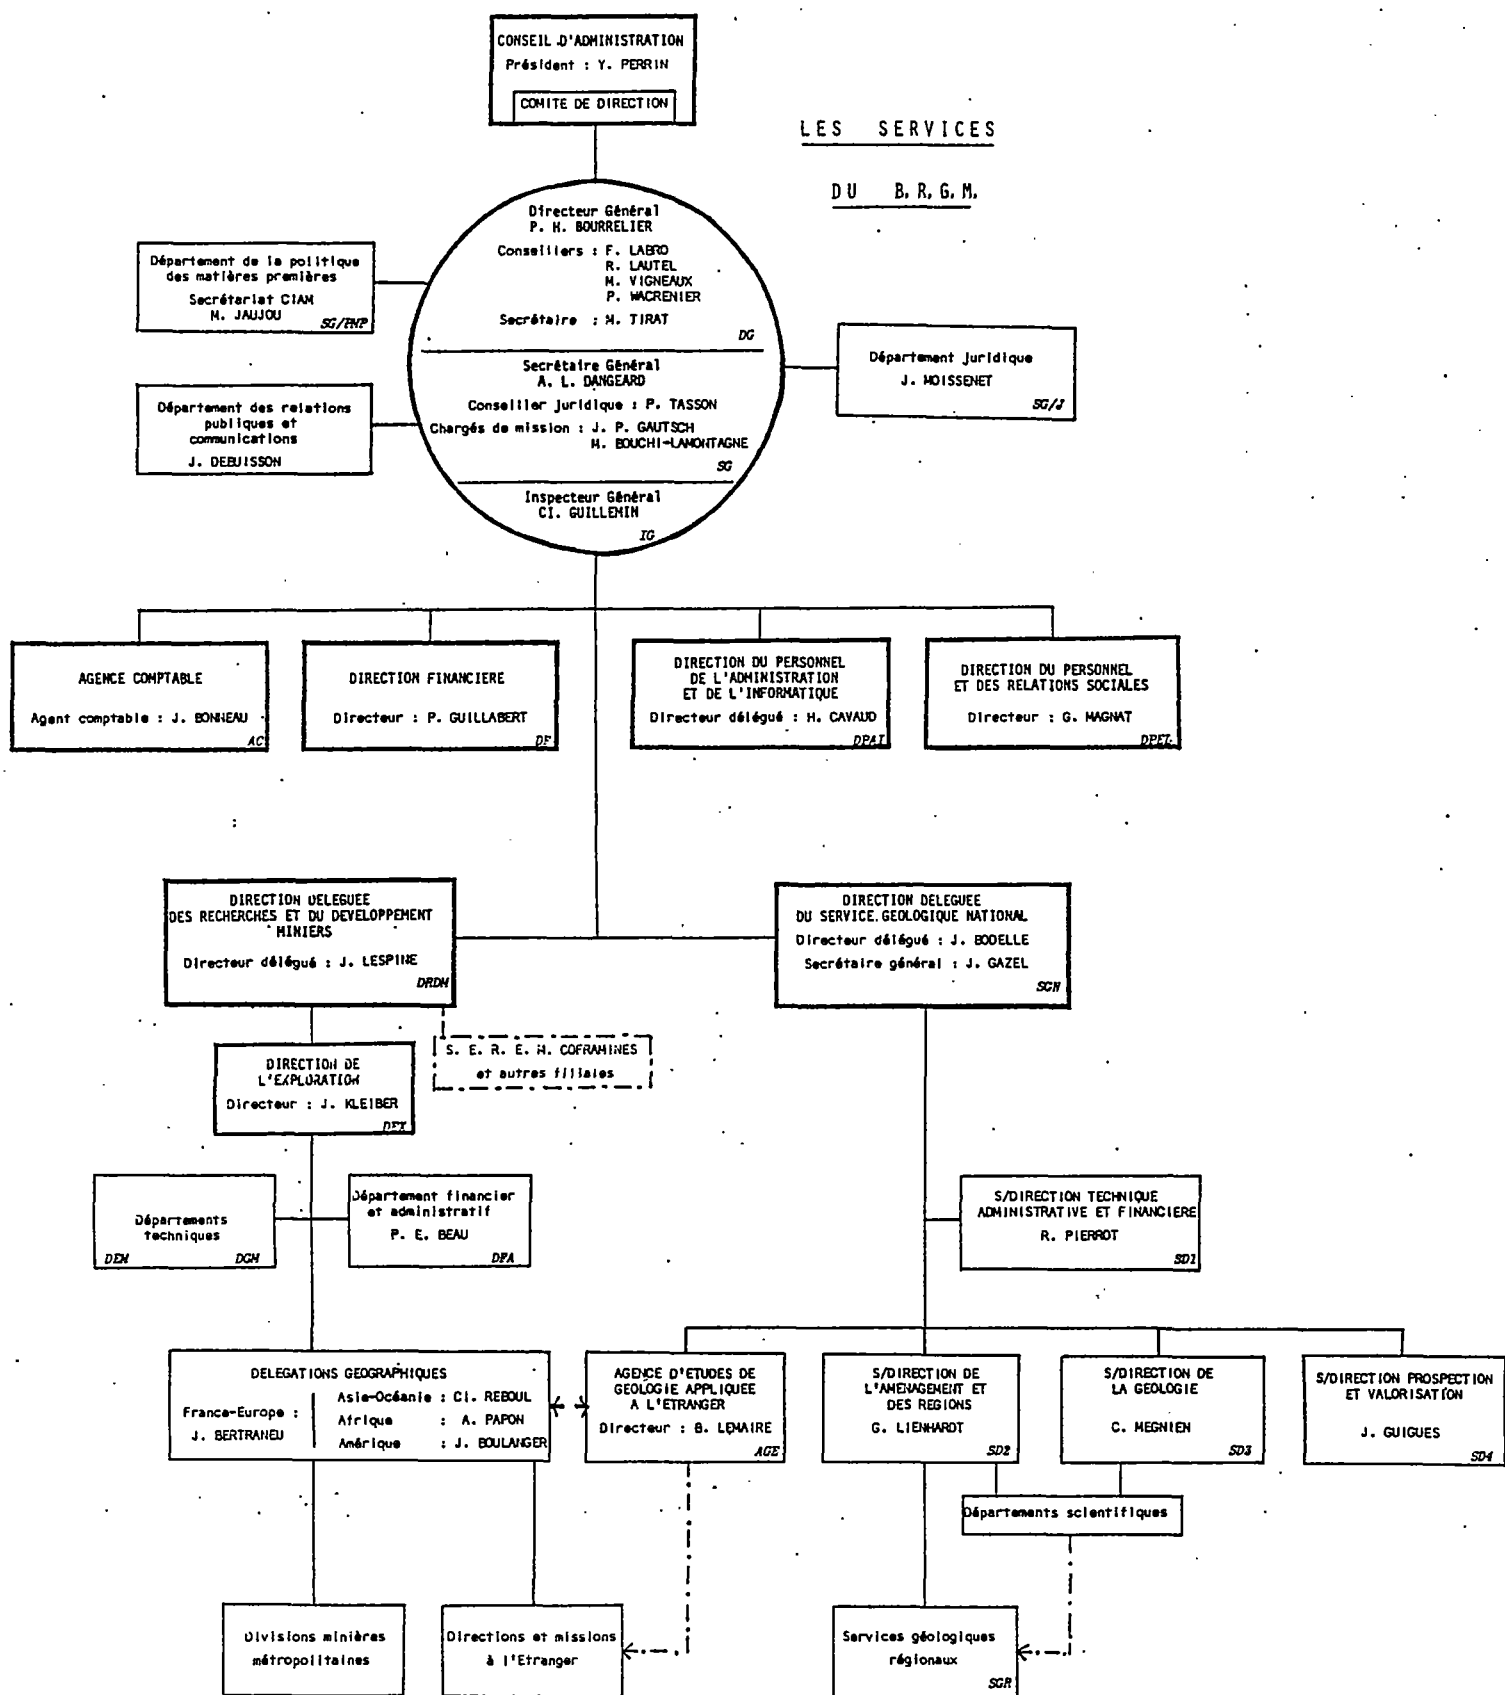 CONSEIL D'ADMINISTRATION
Président : Y. PERRIN
COMITE DE DIRECTION
LES SERVICES
DU B.R.G.M.
Directeur Général
P. H. BOURRELIER
Conseillers : F. LABRO
R. LAUTEL
M. VIGNEAUX
P. WACRENIER
Secrétaire : M. TIRAT
DG
Secrétaire Général
A. L. DANGEARD
Conseiller juridique : P. TASSON
Chargés de mission : J. P. GAUTSCH
M. BOUCHI-LAMONTAGNE
SG
Inspecteur Général
Cl. GUILLEMIN
IG
Département de la politique
des matières premières
Secrétariat CIAM
M. JAUJOU
SG/PMP
Département des relations
publiques et
communications
J. DEBUISSON
Département juridique
J. MOISSENET
SG/J
AGENCE COMPTABLE
Agent comptable : J. BONNEAU
AC
DIRECTION FINANCIERE
Directeur : P. GUILLABERT
DF
DIRECTION DU PERSONNEL
DE L'ADMINISTRATION
ET DE L'INFORMATIQUE
Directeur délégué : H. CAVAUD
DPAI
DIRECTION DU PERSONNEL
ET DES RELATIONS SOCIALES
Directeur : G. MAGNAT
DIRECTION DELEGUEE
DES RECHERCHES ET DU DEVELOPPEMENT
MINIERS
Directeur délégué : J. LESPINE
DRDM
DIRECTION DELEGUEE
DU SERVICE GEOLOGIQUE NATIONAL
Directeur délégué : J. BODELLE
Secrétaire général : J. GAZEL
SGN
S. E. R. E. M. COFRAMINES
et autres filiales
DIRECTION DE
L'EXPLORATION
Directeur : J. KLEIBER
DEX
Départements
techniques
DEM DGM
Département financier
et administratif
P. E. BEAU
DFA
S/DIRECTION TECHNIQUE
ADMINISTRATIVE ET FINANCIERE
R. PIERROT
SD1
DELEGATIONS GEOGRAPHIQUES
France-Europe :
J. BERTRANEU
Asie-Océanie : Cl. REBOUL
Afrique : A. PAPON
Amérique : J. BOULANGER
AGENCE D'ETUDES DE
GEOLOGIE APPLIQUEE
A L'ETRANGER
Directeur : B. LEMAIRE
AGE
S/DIRECTION DE
L'AMENAGEMENT ET
DES REGIONS
G. LIENHARDT
SD2
S/DIRECTION DE
LA GEOLOGIE
C. MEGNIEN
SD3
S/DIRECTION PROSPECTION
ET VALORISATION
J. GUIGUES
SD4
Départements scientifiques
Divisions minières
métropolitaines
Directions et missions
à l'Etranger
Services géologiques
régionaux
SGR